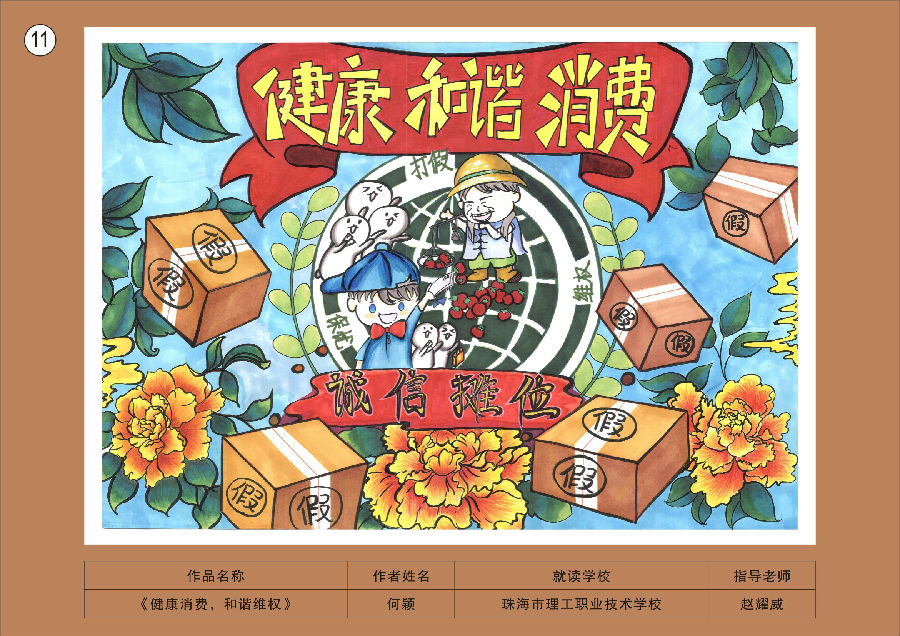 11
健康 和谐 消费
打假
维权
保护
诚信摊位
假
假
假
假
假
假
假
假
假
作品名称 作者姓名 就读学校 指导老师
《健康消费，和谐维权》 何颖 珠海市理工职业技术学校 赵耀威